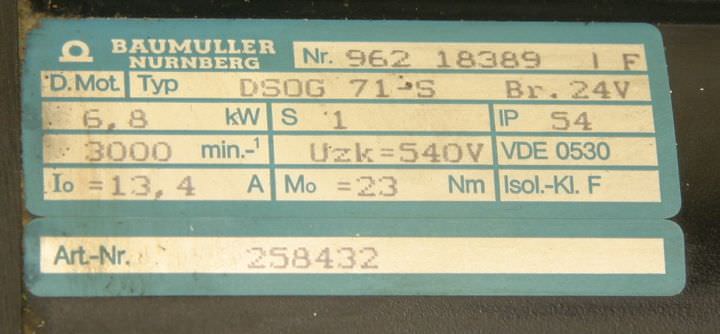 BAUMULLER
NURNBERG Nr. 962 18389 I F
D.Mot. Typ DSOG 71-S Br. 24V
6,8 kW S 1 IP 54
3000 min.-¹ Uzk=540V VDE 0530
Io =13,4 A Mo =23 Nm Isol.-Kl. F
Art.-Nr. 258432